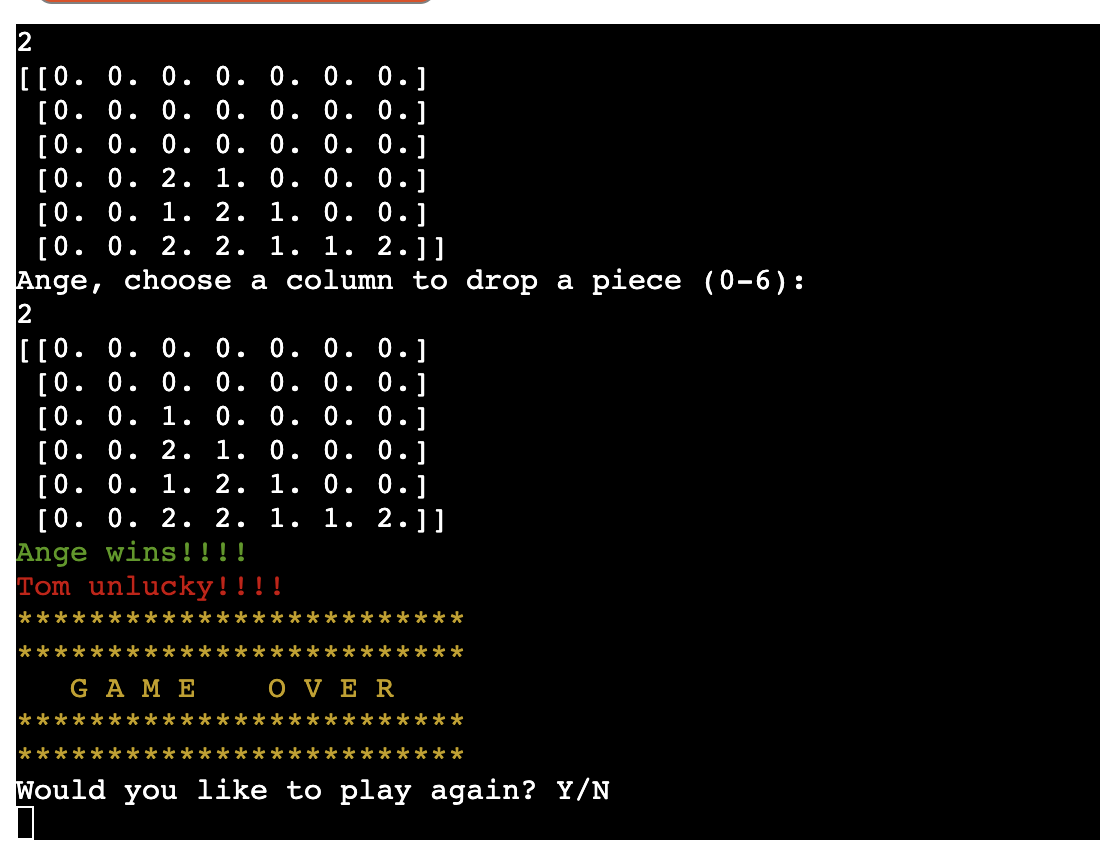 2
[[0. 0. 0. 0. 0. 0. 0.]
 [0. 0. 0. 0. 0. 0. 0.]
 [0. 0. 0. 0. 0. 0. 0.]
 [0. 0. 2. 1. 0. 0. 0.]
 [0. 0. 1. 2. 1. 0. 0.]
 [0. 0. 2. 2. 1. 1. 2.]]
Ange, choose a column to drop a piece (0-6):
2
[[0. 0. 0. 0. 0. 0. 0.]
 [0. 0. 0. 0. 0. 0. 0.]
 [0. 0. 1. 0. 0. 0. 0.]
 [0. 0. 2. 1. 0. 0. 0.]
 [0. 0. 1. 2. 1. 0. 0.]
 [0. 0. 2. 2. 1. 1. 2.]]
Ange wins!!!!
Tom unlucky!!!!
*************************
*************************
   G A M E    O V E R
*************************
*************************
Would you like to play again? Y/N